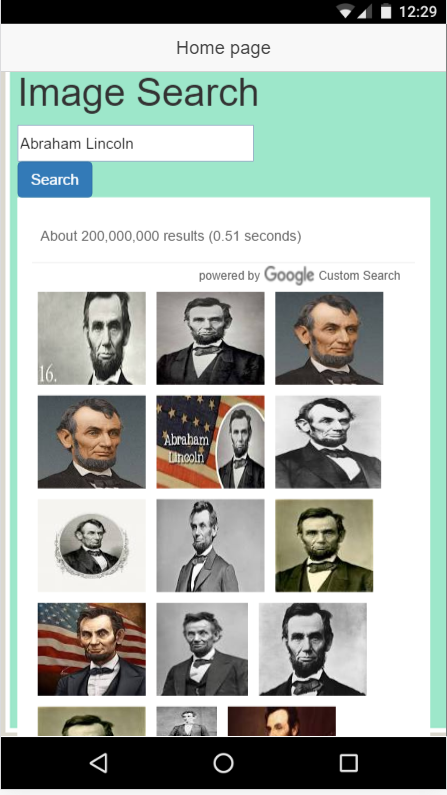 12:29
Home page
Image Search
Abraham Lincoln
Search
About 200,000,000 results (0.51 seconds)
powered by Google Custom Search
16.
Abraham
Lincoln